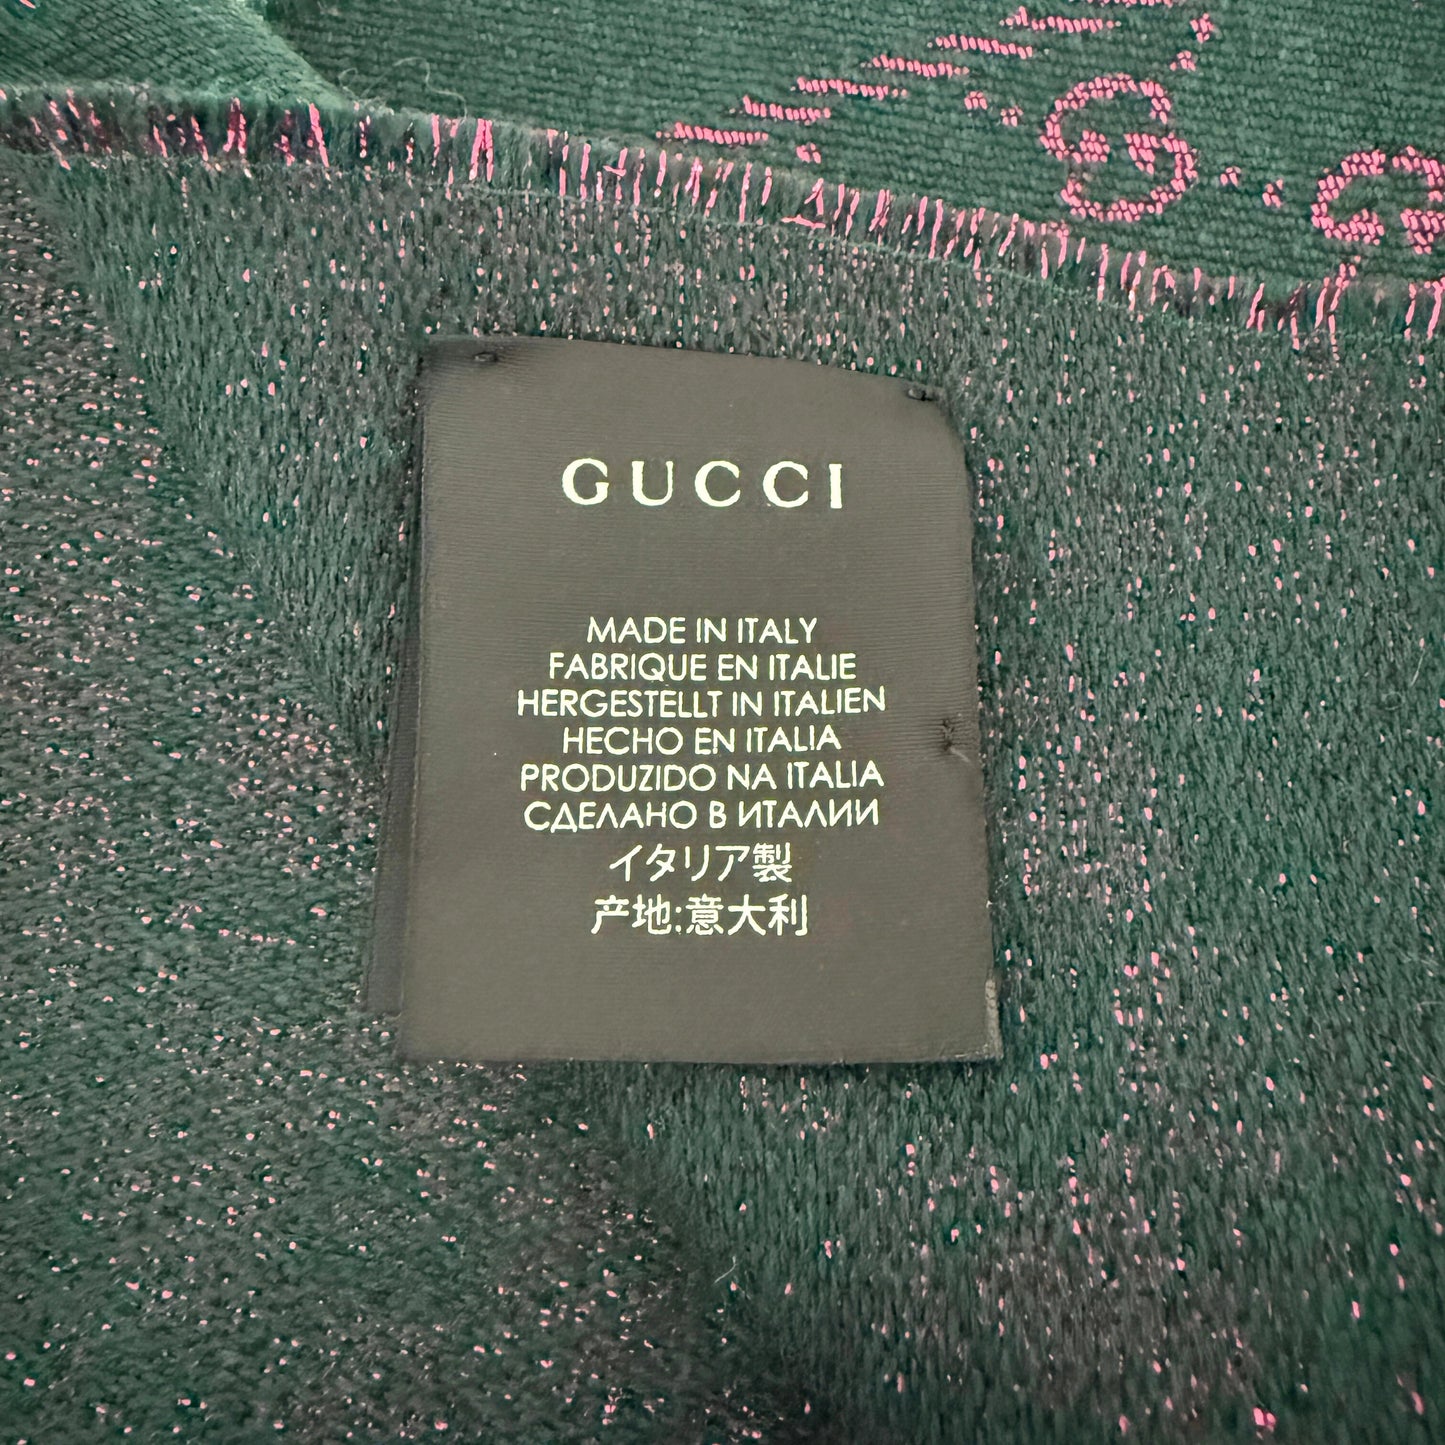 GUCCI
MADE IN ITALY
FABRIQUE EN ITALIE
HERGESTELLT IN ITALIEN
HECHO EN ITALIA
PRODUZIDO NA ITALIA
СДЕЛАНО В ИТАЛИИ
イタリア製
产地:意大利